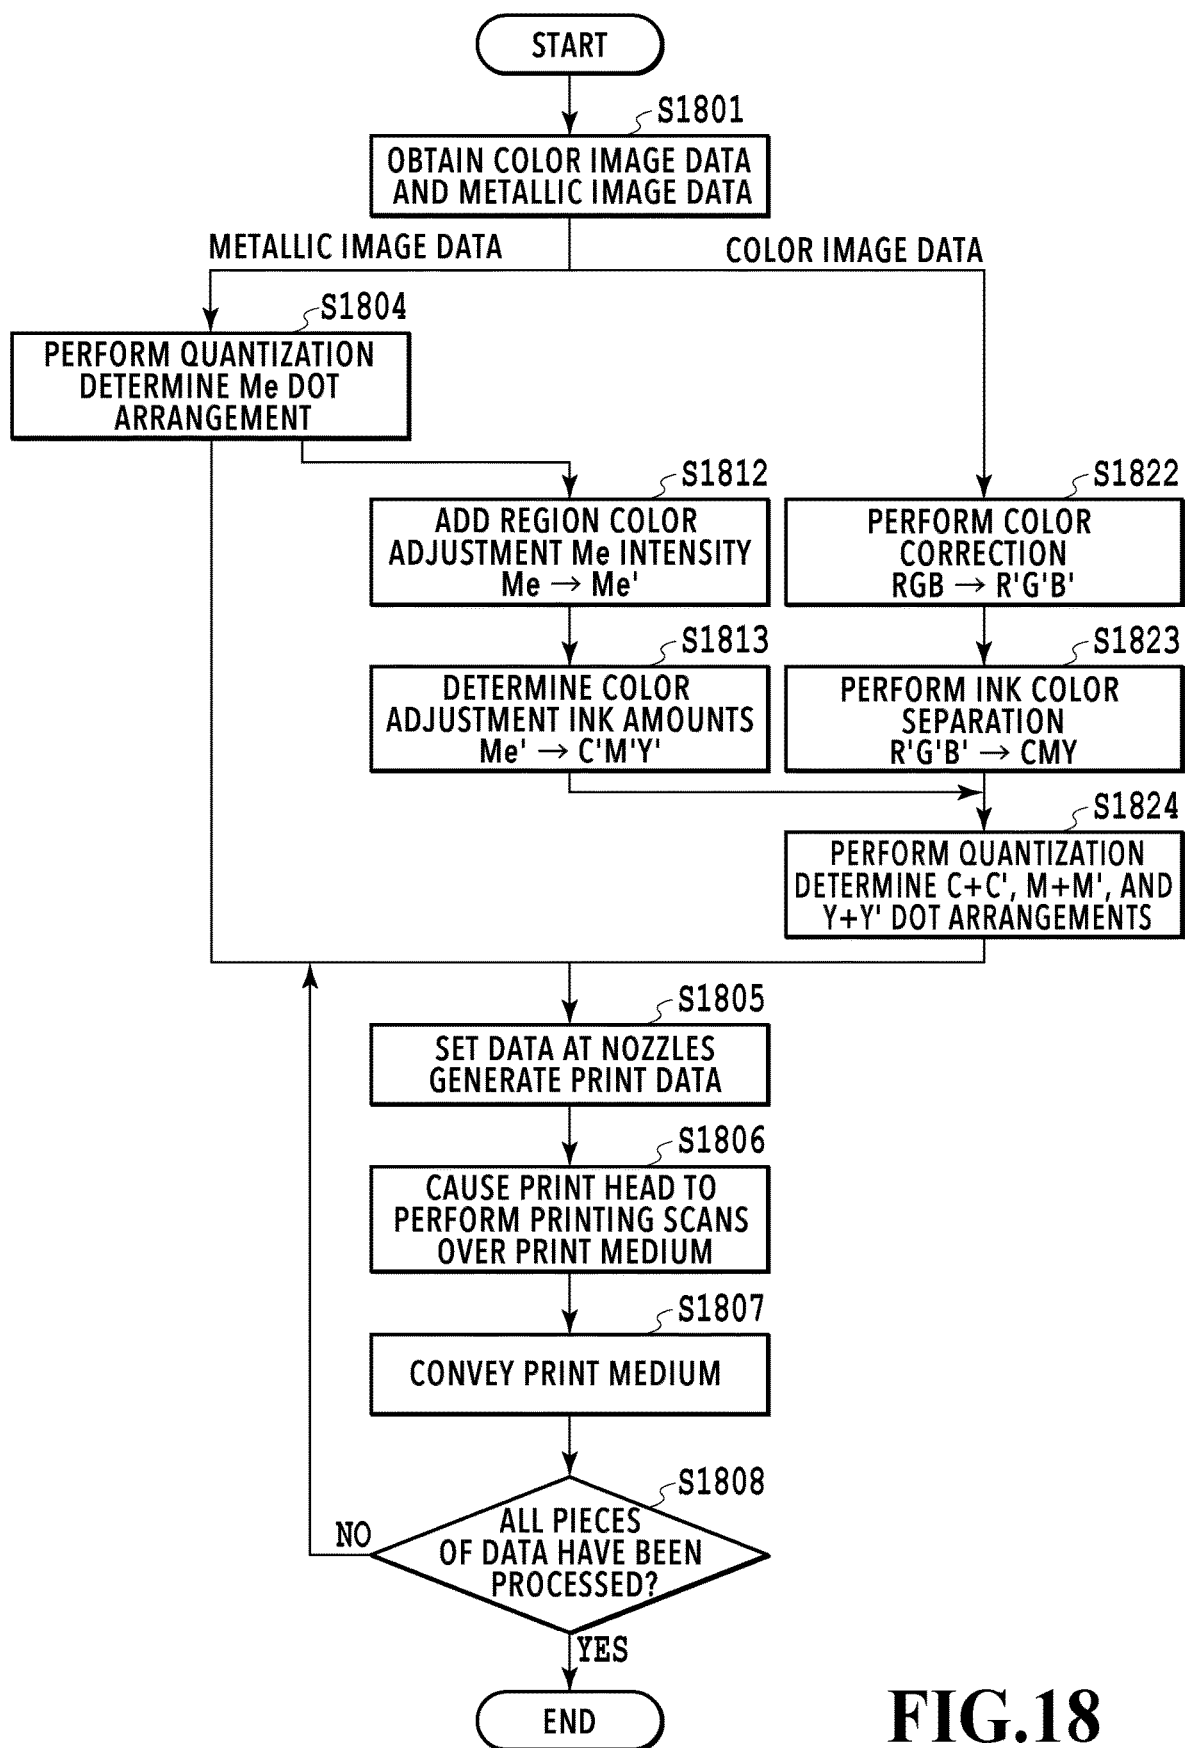 START
S1801
OBTAIN COLOR IMAGE DATA
AND METALLIC IMAGE DATA
METALLIC IMAGE DATA
COLOR IMAGE DATA
S1804
PERFORM QUANTIZATION
DETERMINE Me DOT
ARRANGEMENT
S1812
ADD REGION COLOR
ADJUSTMENT Me INTENSITY
Me → Me'
S1822
PERFORM COLOR
CORRECTION
RGB → R'G'B'
S1813
DETERMINE COLOR
ADJUSTMENT INK AMOUNTS
Me' → C'M'Y'
S1823
PERFORM INK COLOR
SEPARATION
R'G'B' → CMY
S1824
PERFORM QUANTIZATION
DETERMINE C+C', M+M', AND
Y+Y' DOT ARRANGEMENTS
S1805
SET DATA AT NOZZLES
GENERATE PRINT DATA
S1806
CAUSE PRINT HEAD TO
PERFORM PRINTING SCANS
OVER PRINT MEDIUM
S1807
CONVEY PRINT MEDIUM
S1808
ALL PIECES
OF DATA HAVE BEEN
PROCESSED?
NO
YES
END
FIG.18